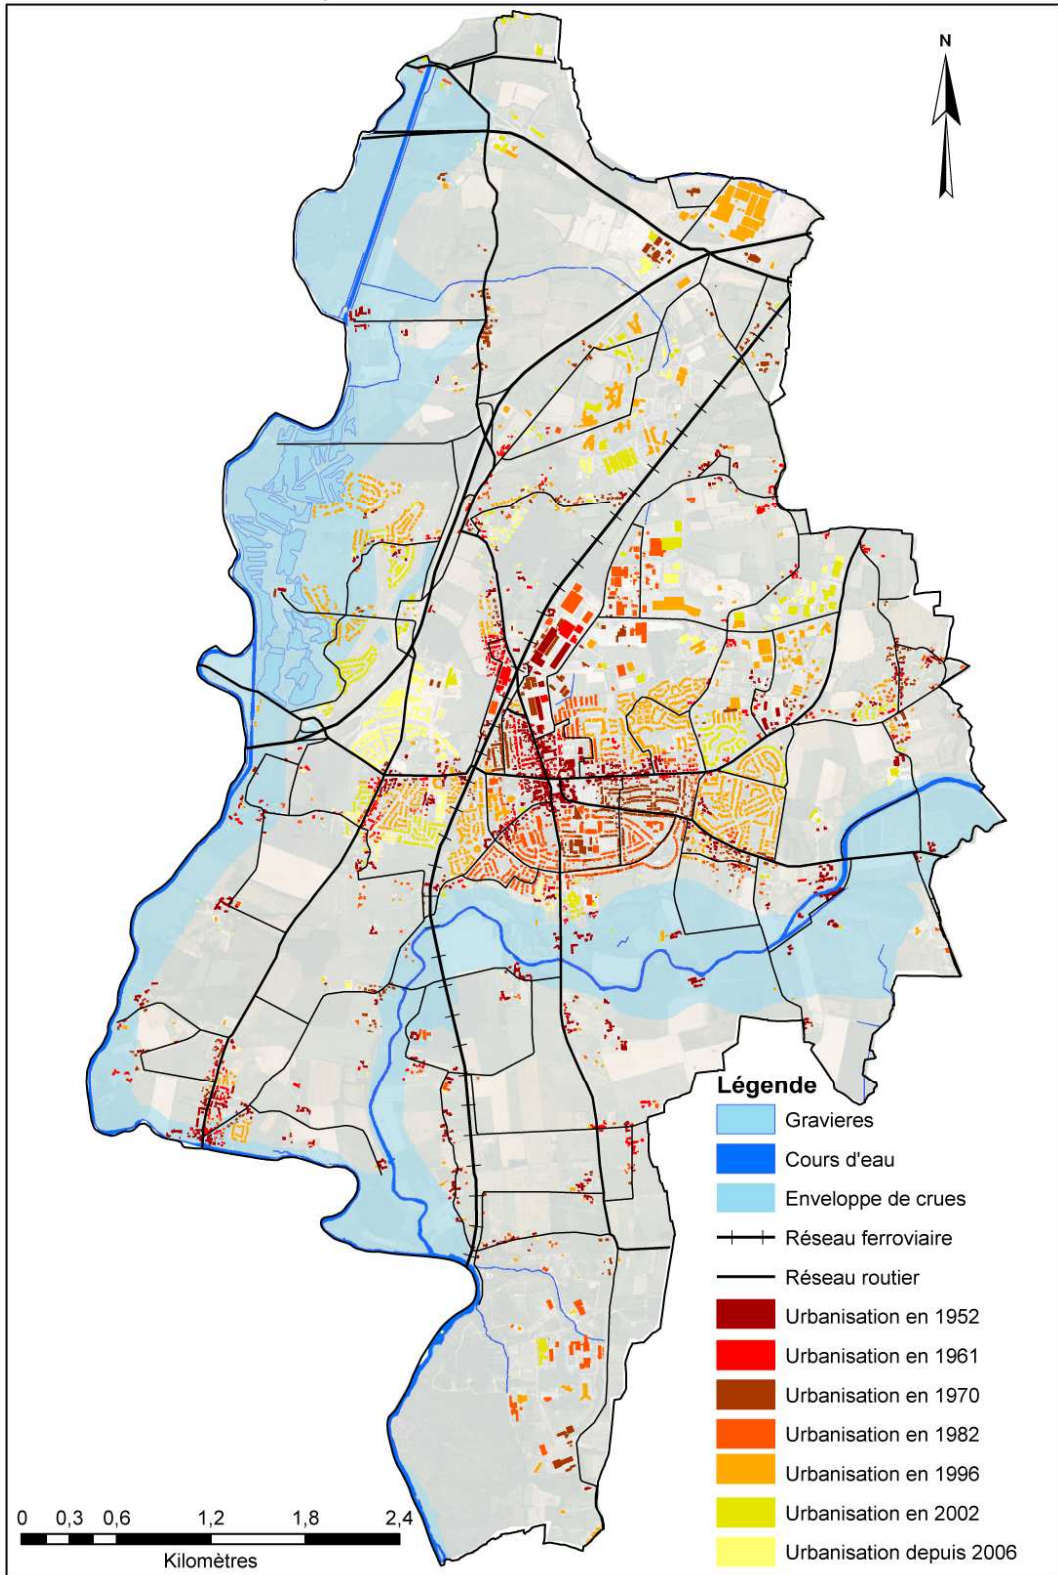 N
Légende
Gravieres
Cours d'eau
Enveloppe de crues
Réseau ferroviaire
Réseau routier
Urbanisation en 1952
Urbanisation en 1961
Urbanisation en 1970
Urbanisation en 1982
Urbanisation en 1996
Urbanisation en 2002
Urbanisation depuis 2006
0 0,3 0,6 1,2 1,8 2,4
Kilomètres